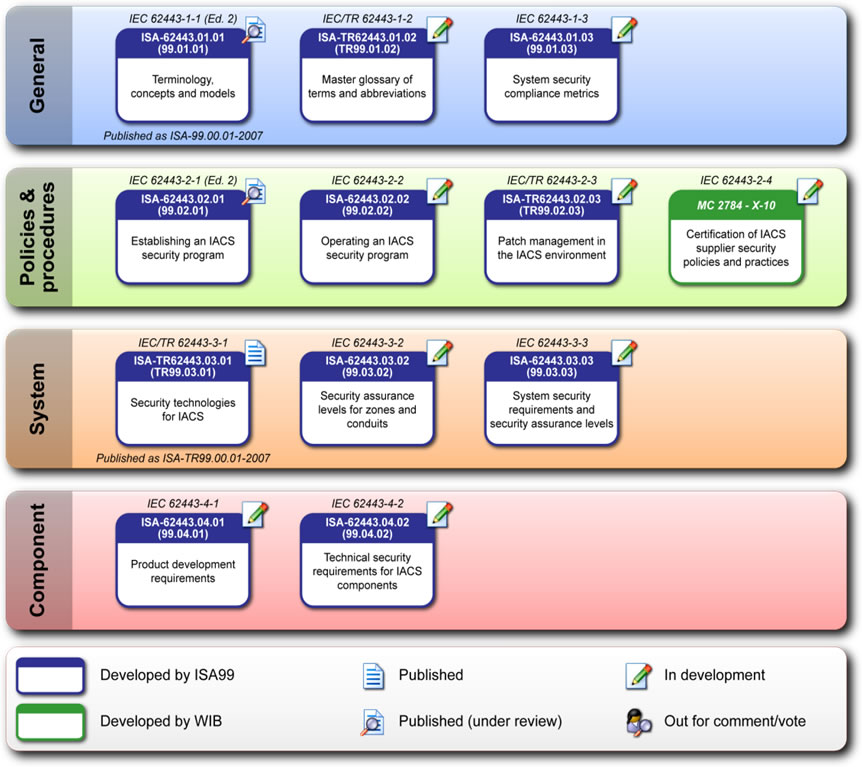 General
IEC 62443-1-1 (Ed. 2)
ISA-62443.01.01
(99.01.01)
Terminology,
concepts and models
Published as ISA-99.00.01-2007
IEC/TR 62443-1-2
ISA-TR62443.01.02
(TR99.01.02)
Master glossary of
terms and abbreviations
IEC 62443-1-3
ISA-62443.01.03
(99.01.03)
System security
compliance metrics
Policies &
procedures
IEC 62443-2-1 (Ed. 2)
ISA-62443.02.01
(99.02.01)
Establishing an IACS
security program
IEC 62443-2-2
ISA-62443.02.02
(99.02.02)
Operating an IACS
security program
IEC/TR 62443-2-3
ISA-TR62443.02.03
(TR99.02.03)
Patch management in
the IACS environment
IEC 62443-2-4
MC 2784 - X-10
Certification of IACS
supplier security
policies and practices
System
IEC/TR 62443-3-1
ISA-TR62443.03.01
(TR99.03.01)
Security technologies
for IACS
Published as ISA-TR99.00.01-2007
IEC 62443-3-2
ISA-62443.03.02
(99.03.02)
Security assurance
levels for zones and
conduits
IEC 62443-3-3
ISA-62443.03.03
(99.03.03)
System security
requirements and
security assurance levels
Component
IEC 62443-4-1
ISA-62443.04.01
(99.04.01)
Product development
requirements
IEC 62443-4-2
ISA-62443.04.02
(99.04.02)
Technical security
requirements for IACS
components
Developed by ISA99
Published
In development
Developed by WIB
Published (under review)
Out for comment/vote